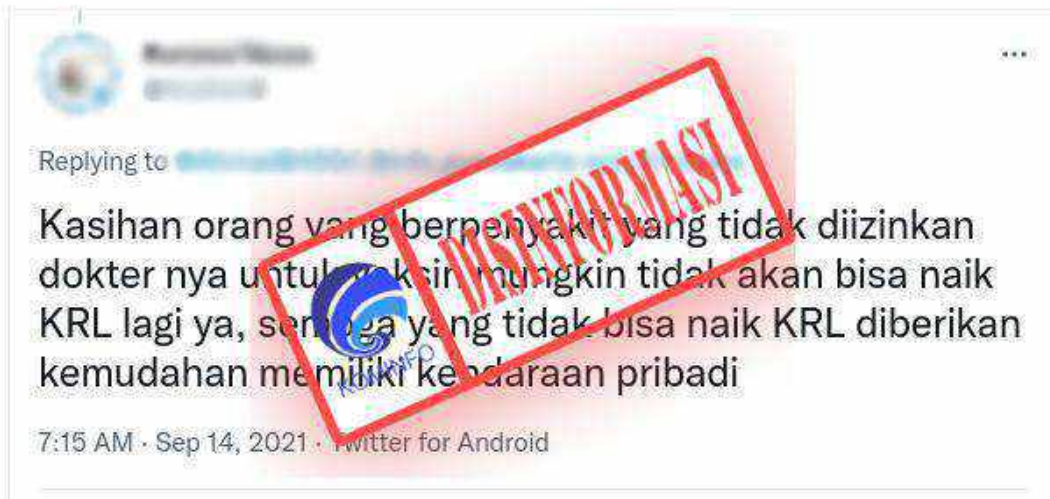 ...
Replying to
Kasihan orang yang berpenyakit yang tidak diizinkan
dokter nya untuk vaksin mungkin tidak akan bisa naik
KRL lagi ya, semoga yang tidak bisa naik KRL diberikan
kemudahan memiliki kendaraan pribadi
7:15 AM · Sep 14, 2021 · Twitter for Android
DISINFORMASI
KOMINFO